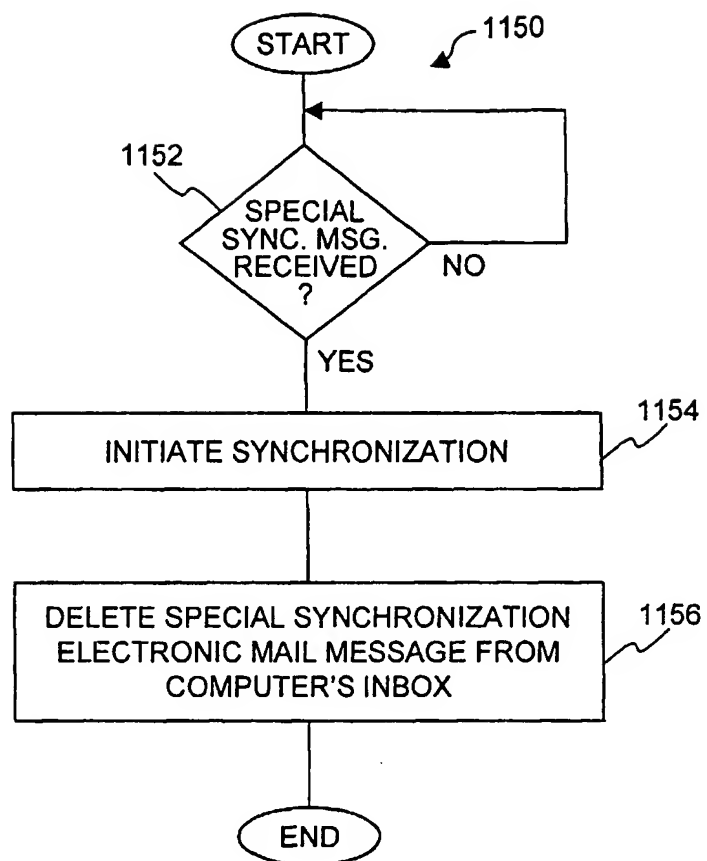 START
1150
1152
SPECIAL
SYNC. MSG.
RECEIVED
?
NO
YES
1154
INITIATE SYNCHRONIZATION
DELETE SPECIAL SYNCHRONIZATION
ELECTRONIC MAIL MESSAGE FROM
COMPUTER'S INBOX
1156
END